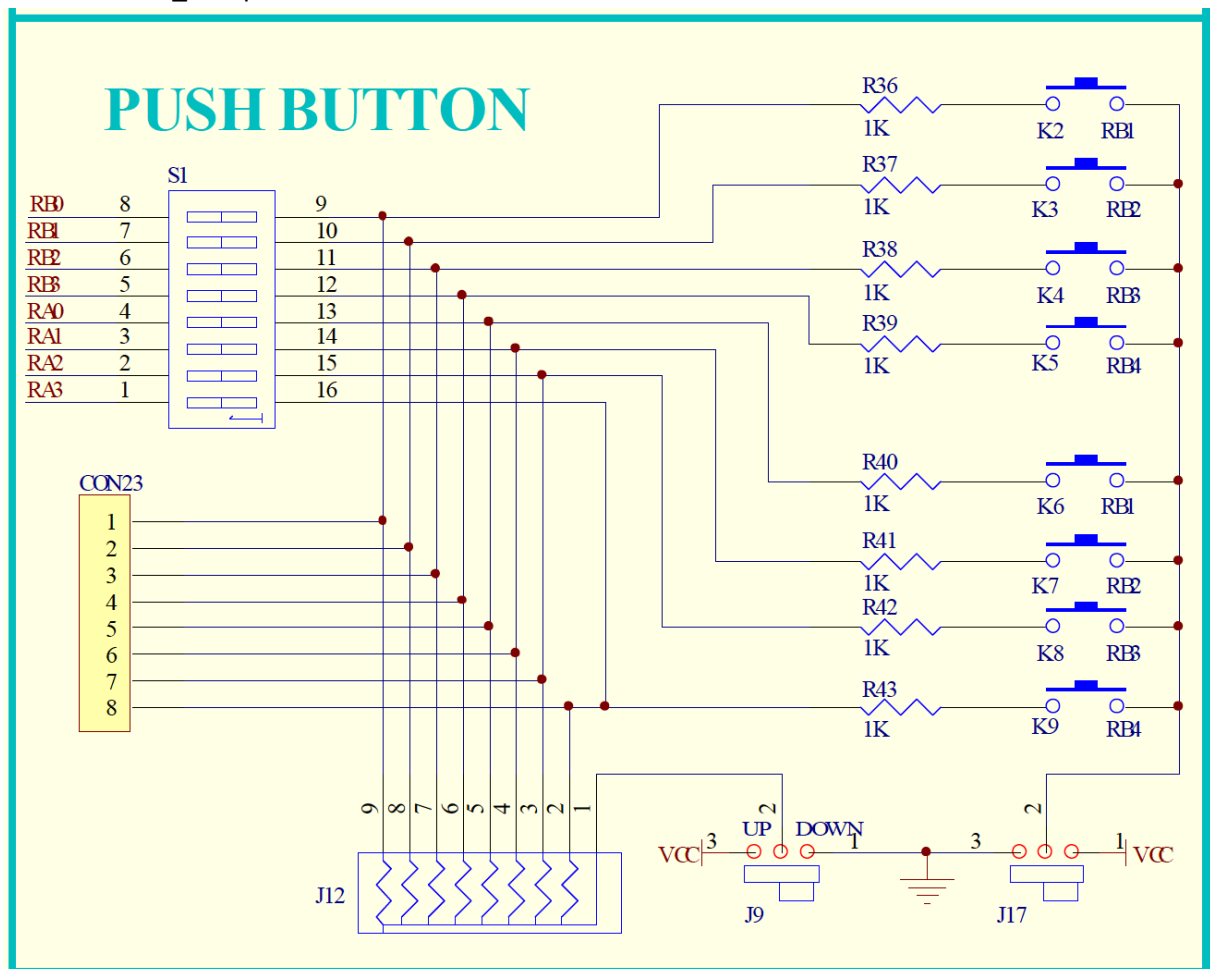 PUSH BUTTON
S1
RB0 8 9
RB1 7 10
RB2 6 11
RB3 5 12
RA0 4 13
RA1 3 14
RA2 2 15
RA3 1 16
R36
1K K2 RB1
R37
1K K3 RB2
R38
1K K4 RB3
R39
1K K5 RB4
R40
1K K6 RB1
R41
1K K7 RB2
R42
1K K8 RB3
R43
1K K9 RB4
CON23
1
2
3
4
5
6
7
8
9 8 7 6 5 4 3 2 1
J12
2
UP DOWN
VCC 3 1
J9
2
3 1 VCC
J17